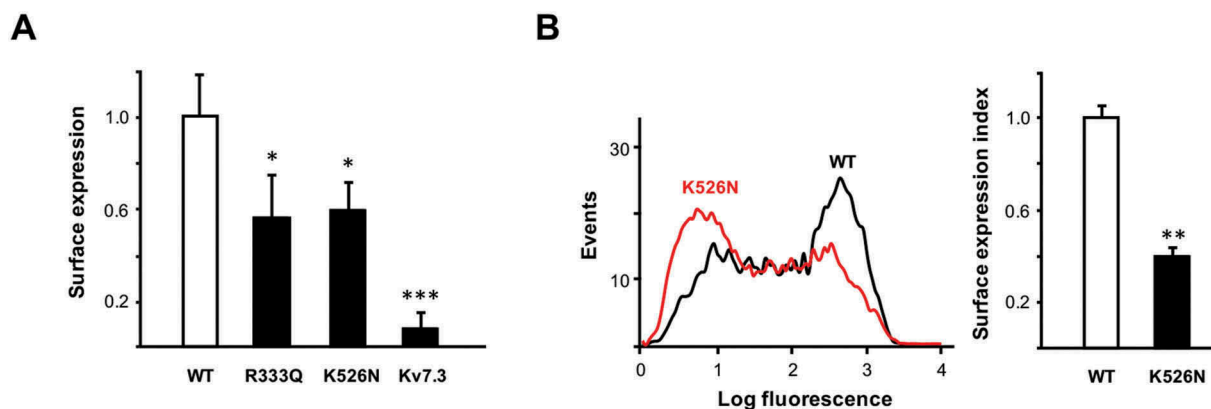 A
Surface expression
1.0
0.6
0.2
*
*
***
WT R333Q K526N Kv7.3
B
Events
30
10
K526N
WT
0 1 2 3 4
Log fluorescence
Surface expression index
1.0
0.6
0.2
**
WT K526N